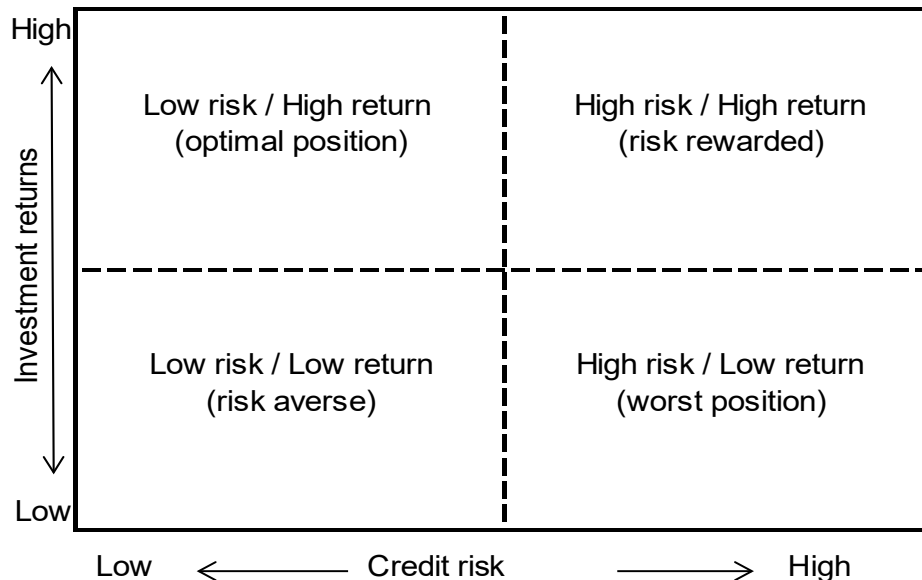 High
Low risk / High return
(optimal position)
High risk / High return
(risk rewarded)
Investment returns
Low risk / Low return
(risk averse)
High risk / Low return
(worst position)
Low
Low
Credit risk
High